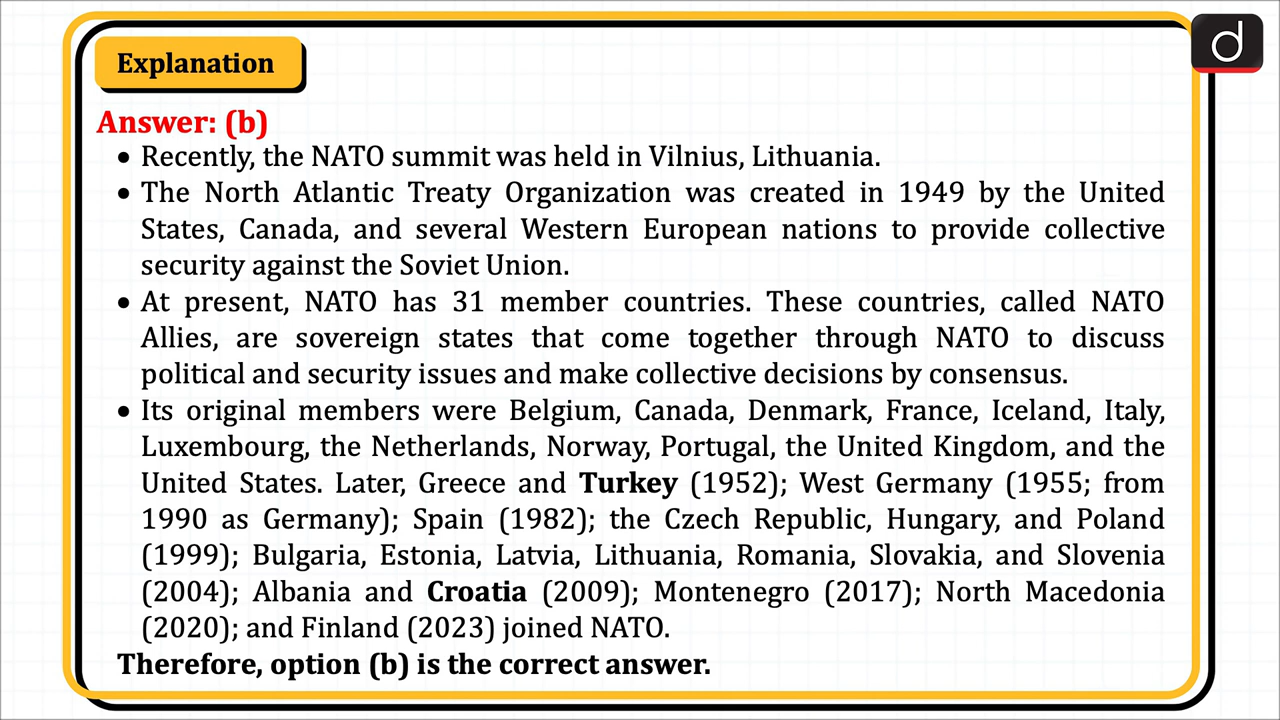 Explanation
d
Answer: (b)
• Recently, the NATO summit was held in Vilnius, Lithuania.
• The North Atlantic Treaty Organization was created in 1949 by the United
States, Canada, and several Western European nations to provide collective
security against the Soviet Union.
• At present, NATO has 31 member countries. These countries, called NATO
Allies, are sovereign states that come together through NATO to discuss
political and security issues and make collective decisions by consensus.
• Its original members were Belgium, Canada, Denmark, France, Iceland, Italy,
Luxembourg, the Netherlands, Norway, Portugal, the United Kingdom, and the
United States. Later, Greece and Turkey (1952); West Germany (1955; from
1990 as Germany); Spain (1982); the Czech Republic, Hungary, and Poland
(1999); Bulgaria, Estonia, Latvia, Lithuania, Romania, Slovakia, and Slovenia
(2004); Albania and Croatia (2009); Montenegro (2017); North Macedonia
(2020); and Finland (2023) joined NATO.
Therefore, option (b) is the correct answer.